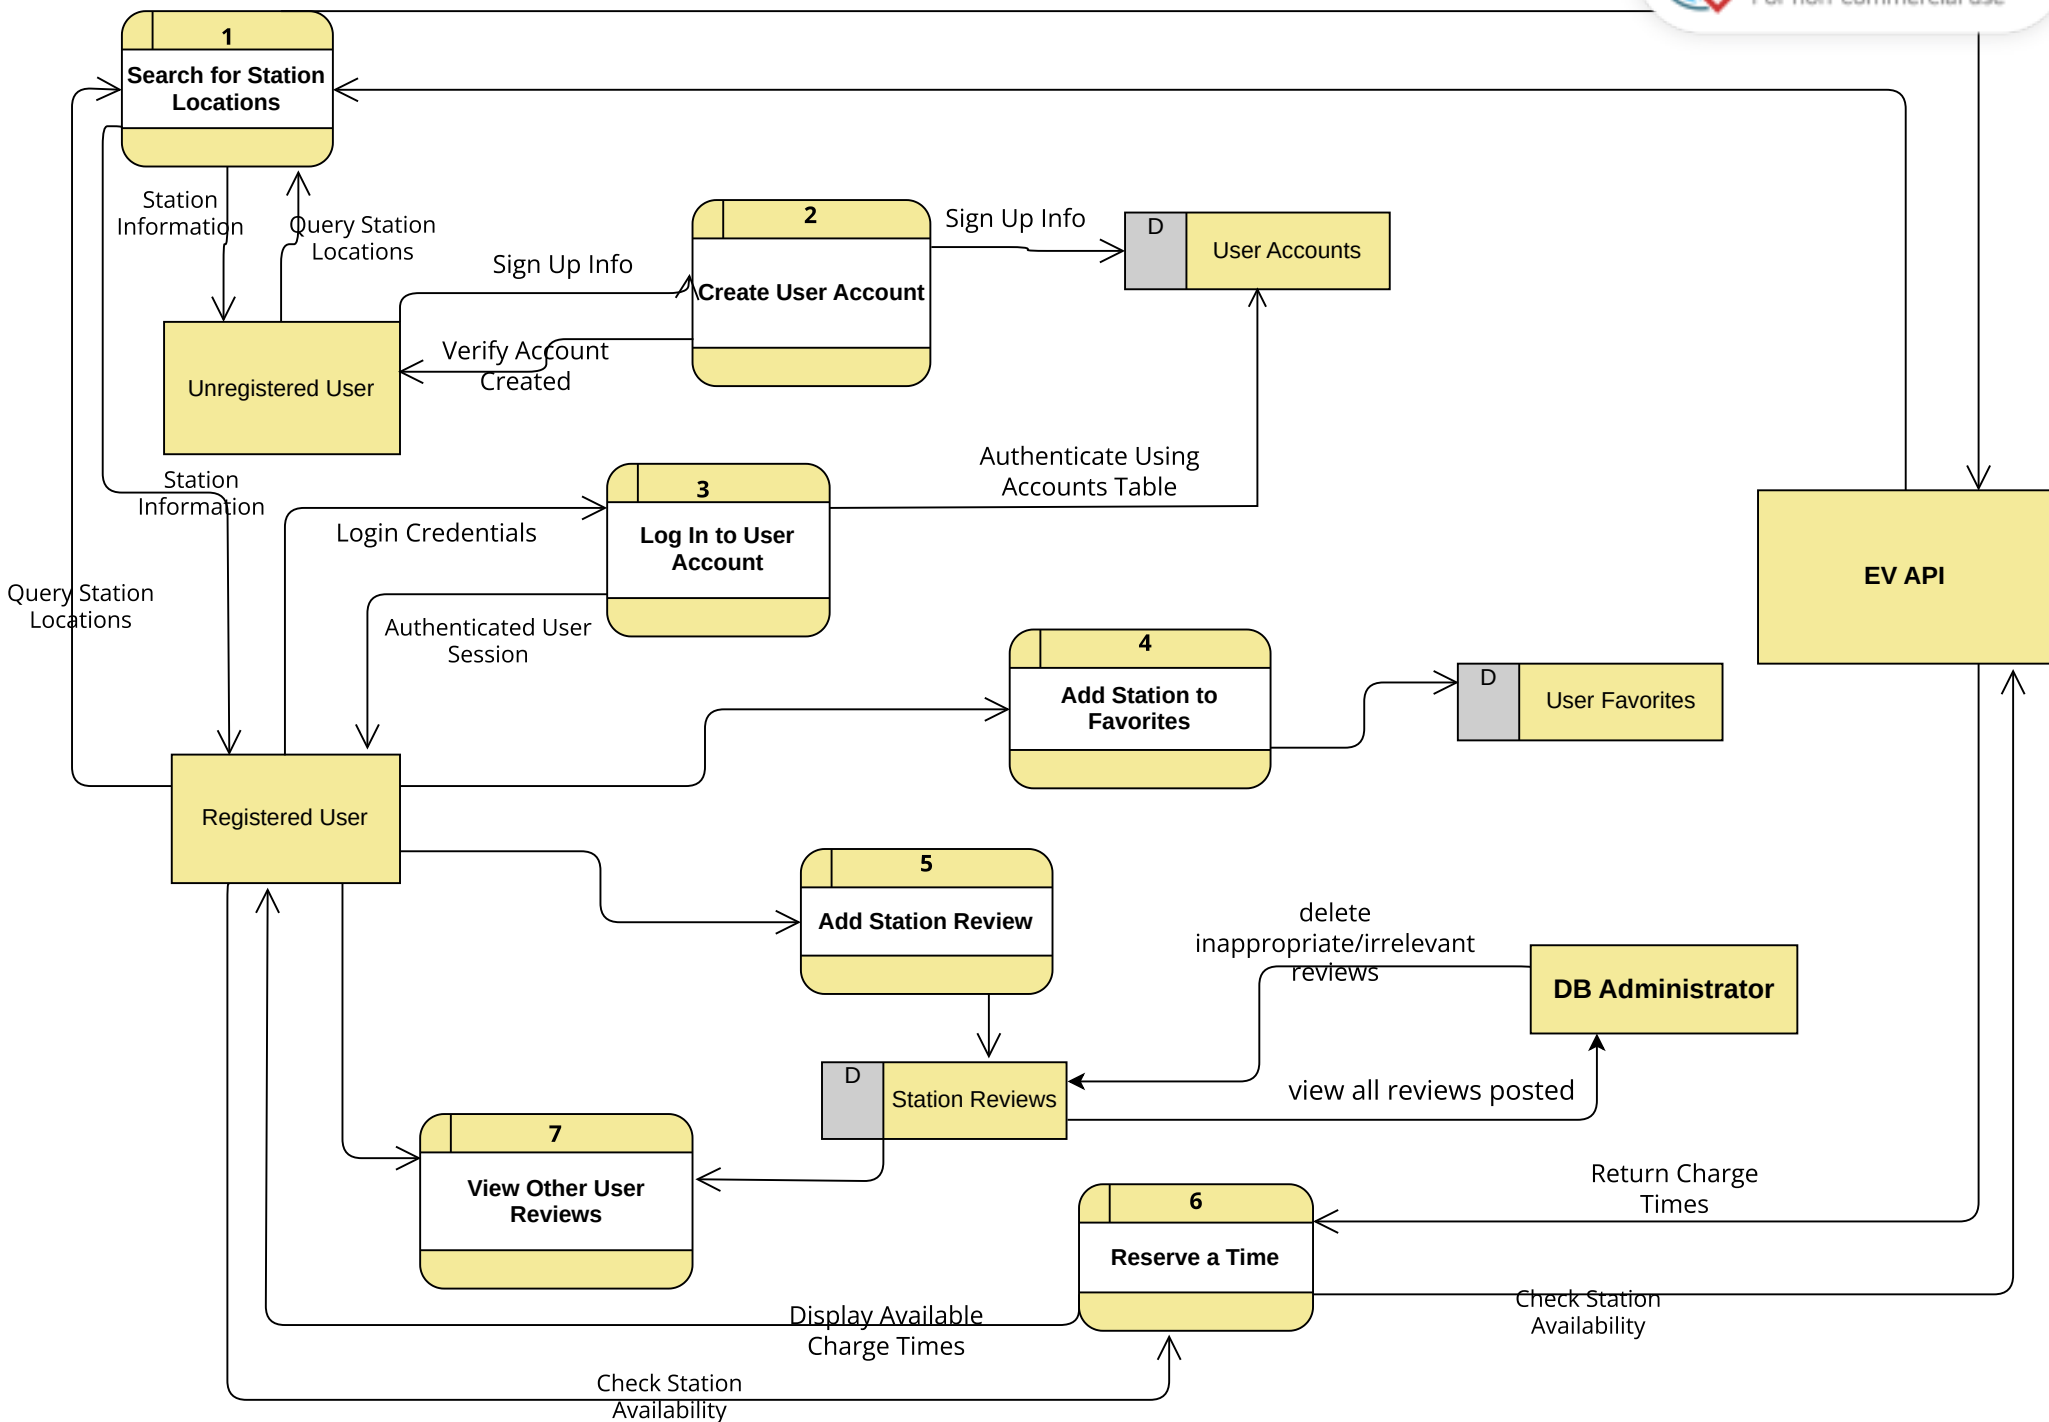 For non-commercial use
1
Search for Station
Locations
Station
Information
Query Station
Locations
2
Create User Account
Sign Up Info
D
User Accounts
Sign Up Info
Verify Account
Created
Unregistered User
Authenticate Using
Accounts Table
3
Log In to User
Account
Station
Information
Login Credentials
EV API
Query Station
Locations
Authenticated User
Session
4
Add Station to
Favorites
D
User Favorites
Registered User
5
Add Station Review
delete
inappropriate/irrelevant
reviews
DB Administrator
D
Station Reviews
view all reviews posted
7
View Other User
Reviews
Return Charge
Times
6
Reserve a Time
Check Station
Availability
Display Available
Charge Times
Check Station
Availability